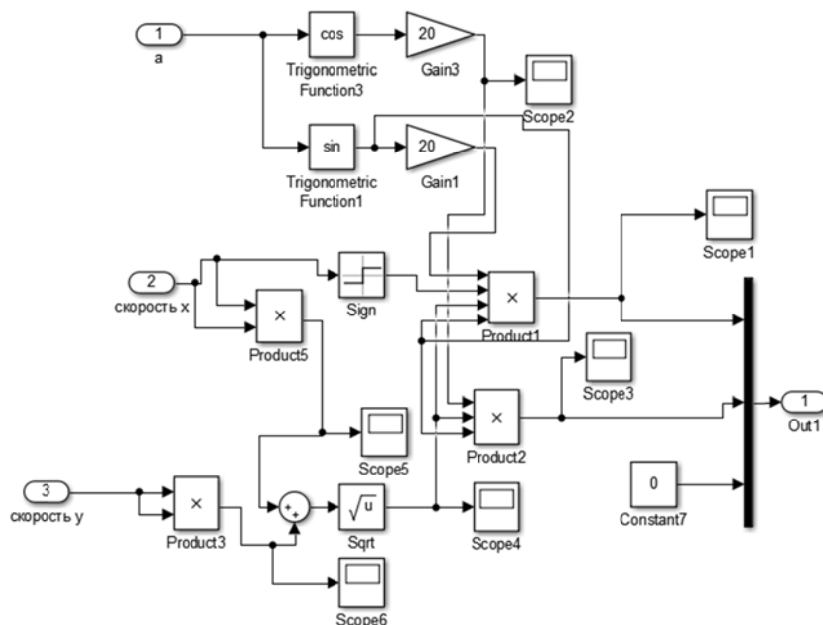 1
a
cos
Trigonometric
Function3
20
Gain3
Scope2
sin
Trigonometric
Function1
20
Gain1
Scope1
2
скорость x
Sign
×
Product5
×
Product1
Scope3
×
Product2
1
Out1
Scope5
3
скорость y
×
Product3
+
+
√u
Sqrt
Scope4
0
Constant7
Scope6